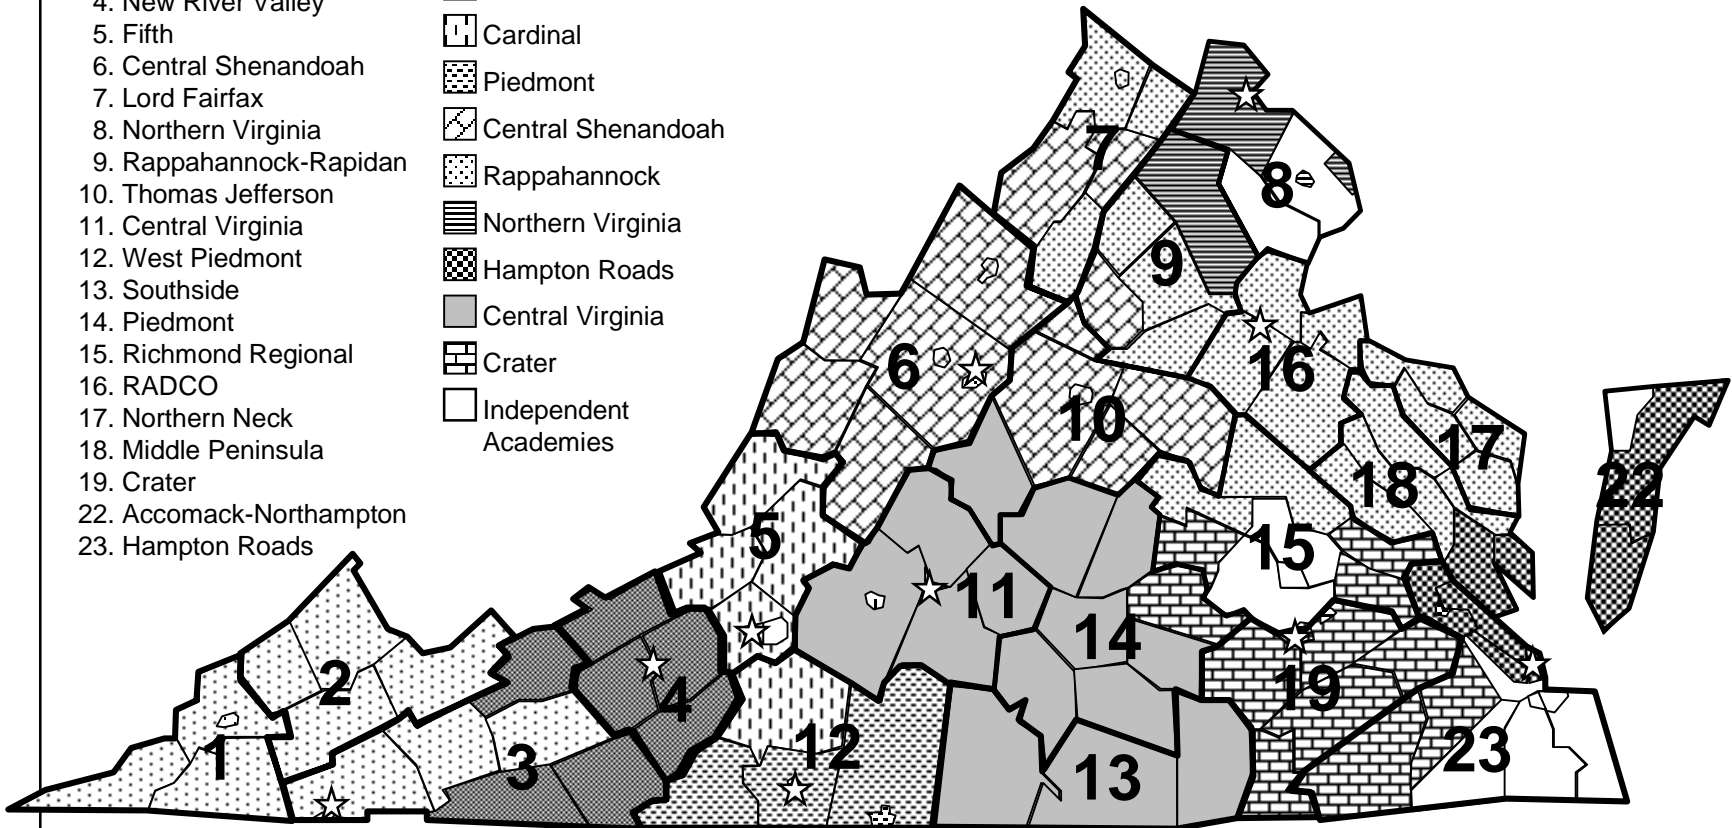 4. New River Valley
5. Fifth
6. Central Shenandoah
7. Lord Fairfax
8. Northern Virginia
9. Rappahannock-Rapidan
10. Thomas Jefferson
11. Central Virginia
12. West Piedmont
13. Southside
14. Piedmont
15. Richmond Regional
16. RADCO
17. Northern Neck
18. Middle Peninsula
19. Crater
22. Accomack-Northampton
23. Hampton Roads
Cardinal
Piedmont
Central Shenandoah
Rappahannock
Northern Virginia
Hampton Roads
Central Virginia
Crater
Independent
Academies
7
8
9
6
10
16
17
18
22
5
15
11
14
2
4
19
1
3
12
13
23